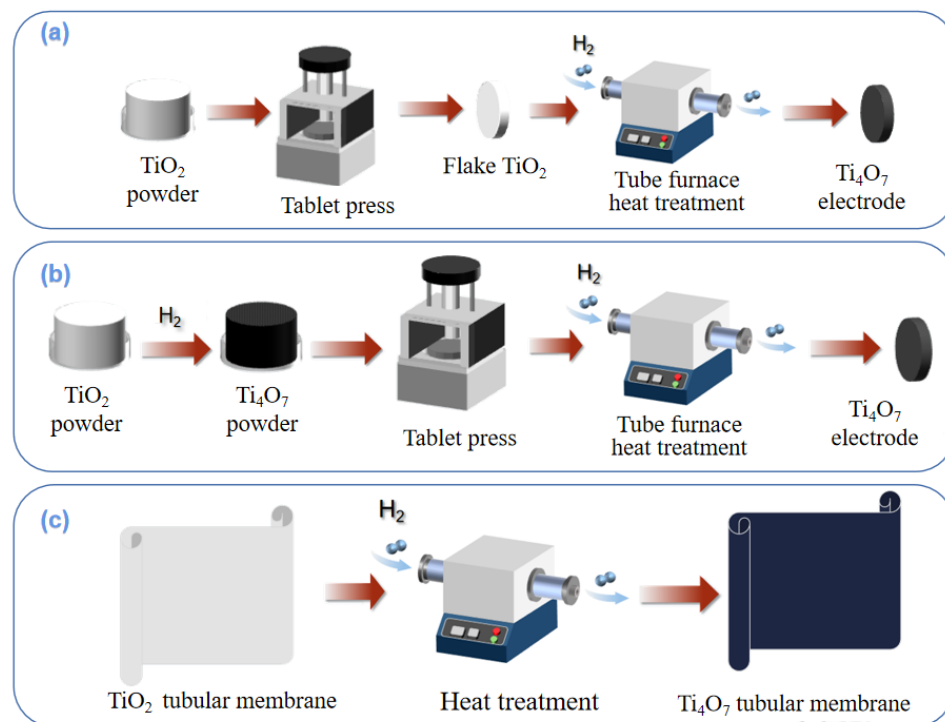 (a)
H₂
TiO₂
powder
Tablet press
Flake TiO₂
Tube furnace
heat treatment
Ti₄O₇
electrode
(b)
H₂
H₂
TiO₂
powder
Ti₄O₇
powder
Tablet press
Tube furnace
heat treatment
Ti₄O₇
electrode
(c)
H₂
TiO₂ tubular membrane
Heat treatment
Ti₄O₇ tubular membrane